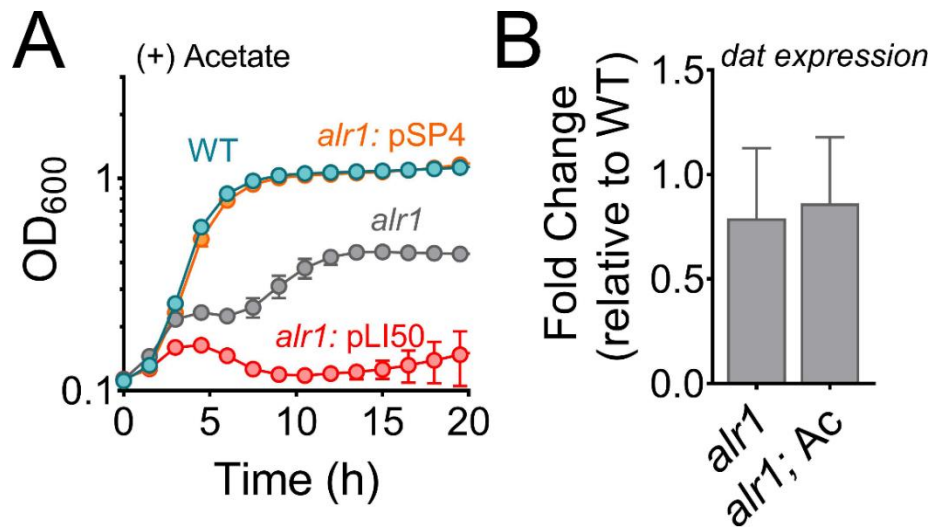 A
(+) Acetate
OD600
1
0.1
WT
alr1: pSP4
alr1
alr1: pLI50
0 5 10 15 20
Time (h)
B
dat expression
Fold Change
(relative to WT)
1.5
1.0
0.5
0.0
alr1
alr1; Ac